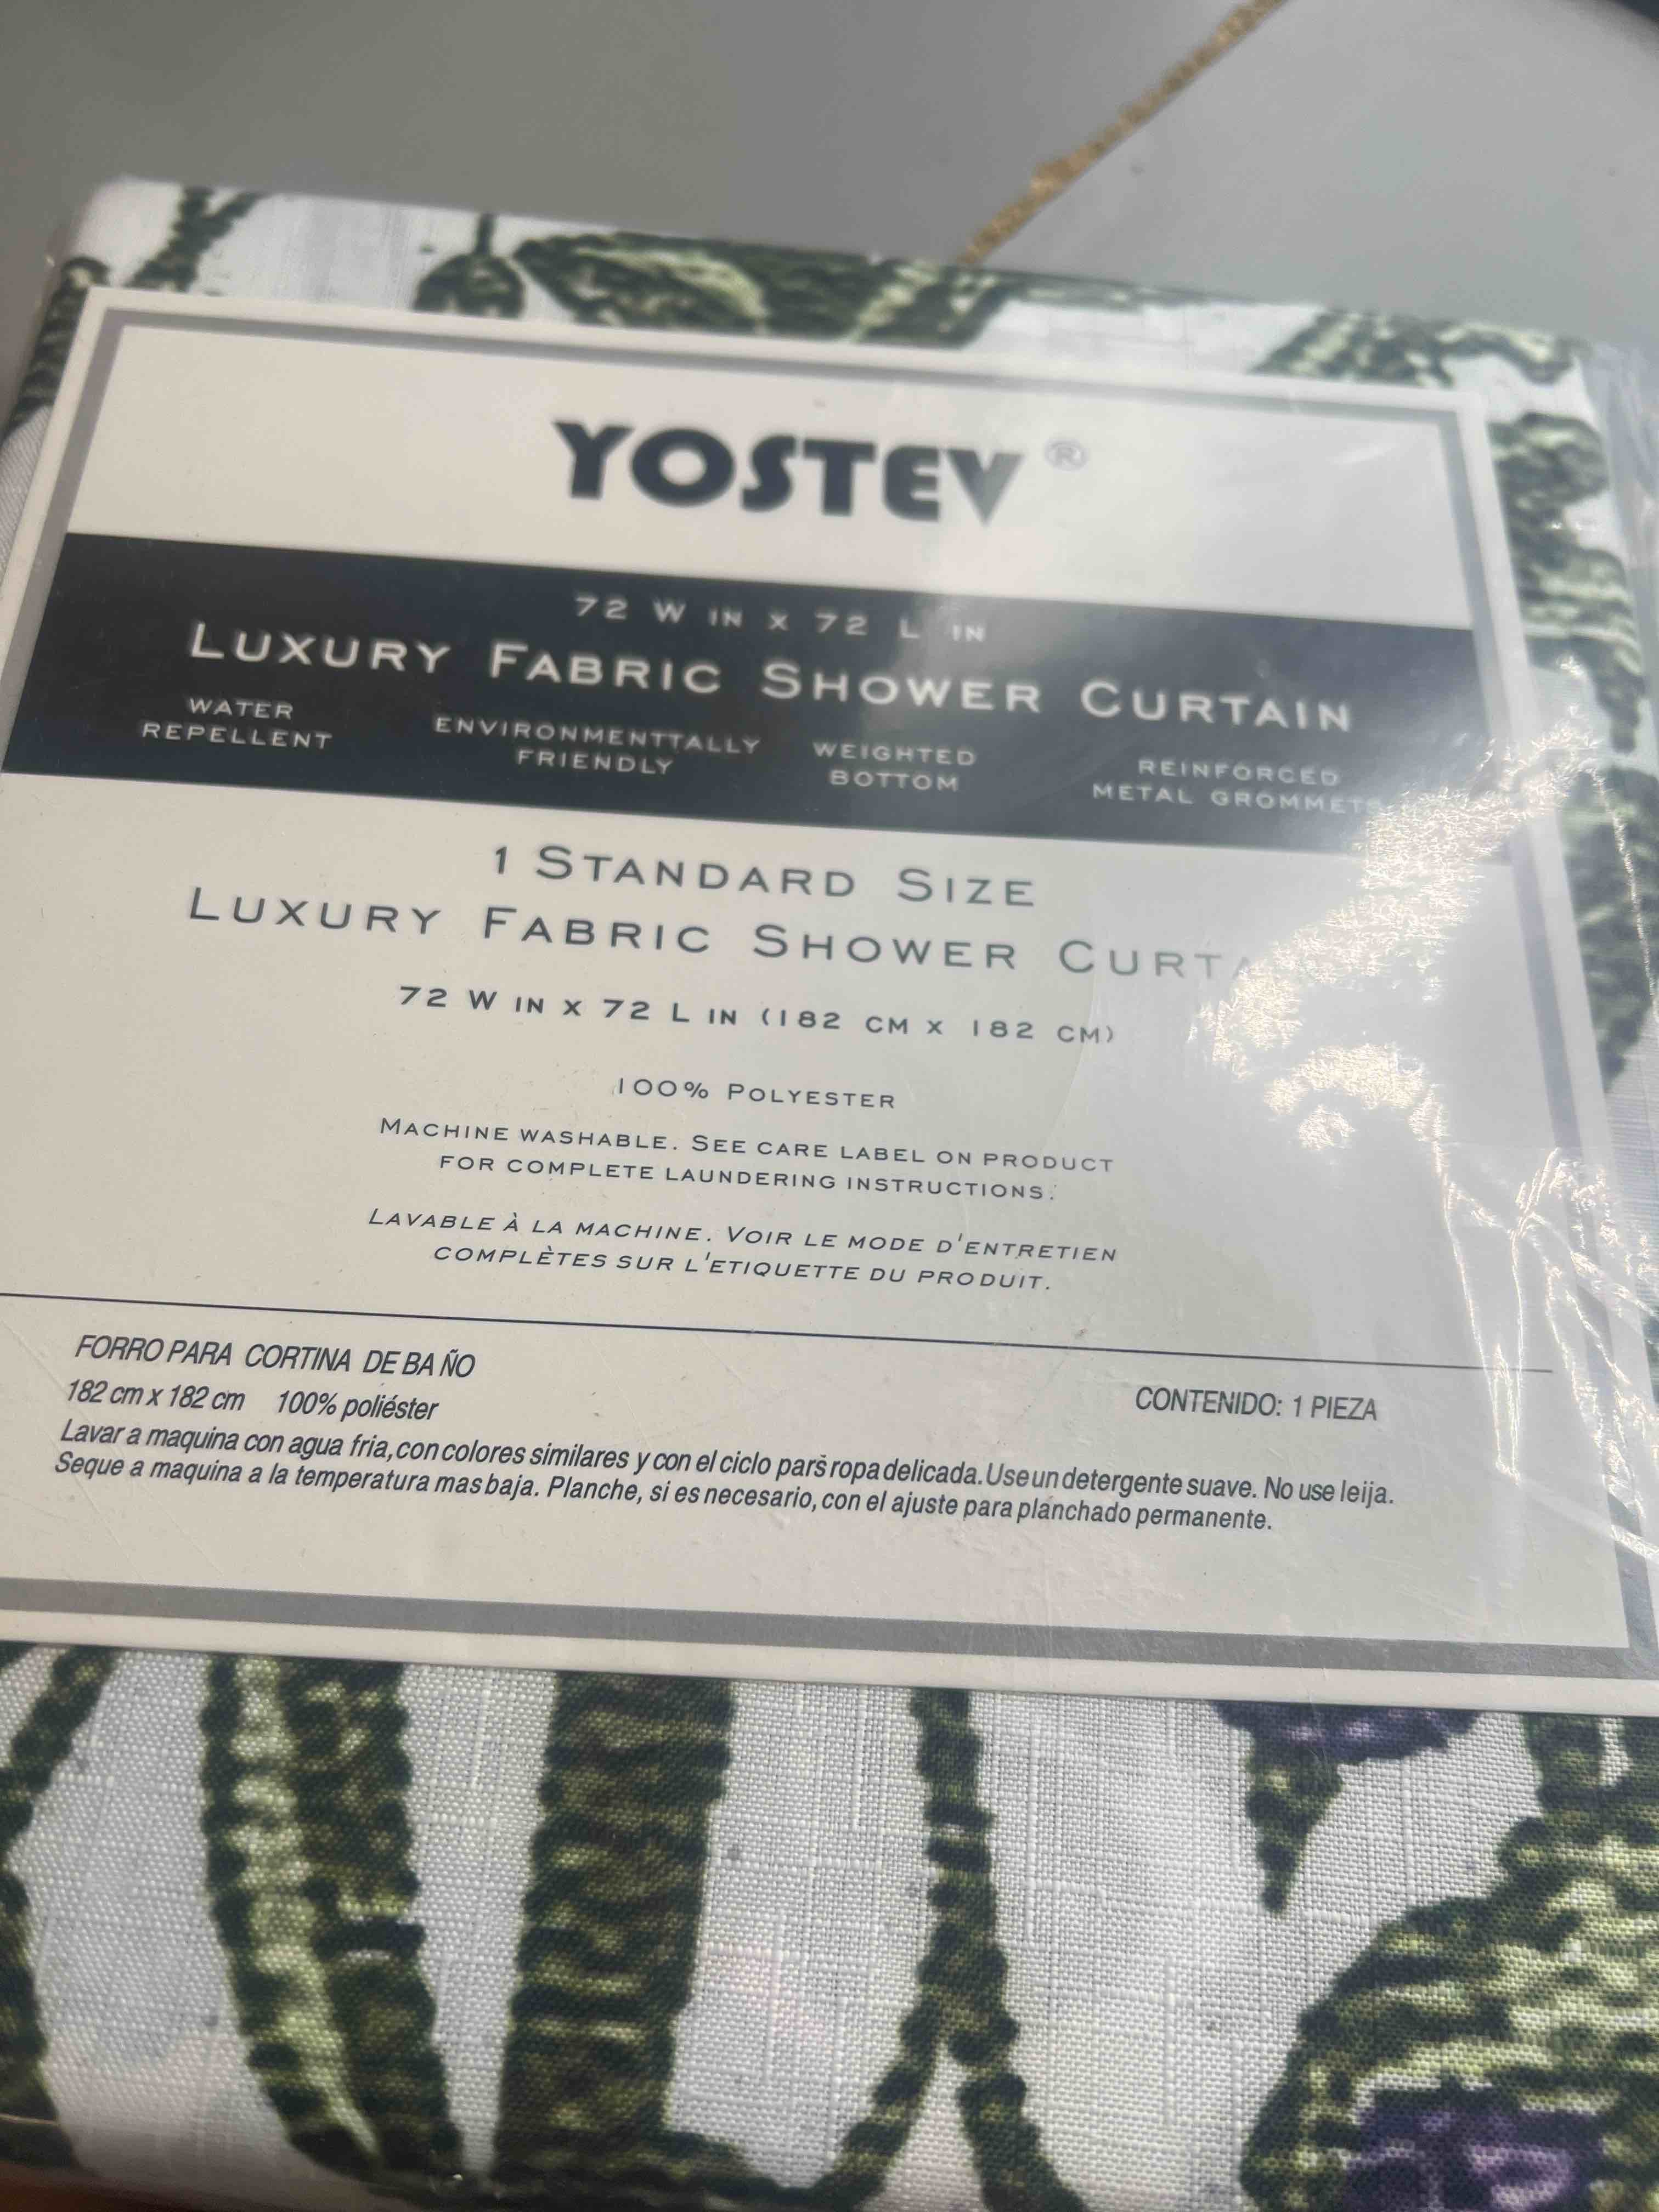 YOSTEV ®
72 W IN X 72 L IN
LUXURY FABRIC SHOWER CURTAIN
WATER
REPELLENT
ENVIRONMENTTALLY
FRIENDLY
WEIGHTED
BOTTOM
REINFORCED
METAL GROMMETS
1 STANDARD SIZE
LUXURY FABRIC SHOWER CURTA
72 W IN X 72 L IN (182 CM X 182 CM)
100% POLYESTER
MACHINE WASHABLE. SEE CARE LABEL ON PRODUCT
FOR COMPLETE LAUNDERING INSTRUCTIONS.
LAVABLE À LA MACHINE. VOIR LE MODE D'ENTRETIEN
COMPLÈTES SUR L'ETIQUETTE DU PRODUIT.
FORRO PARA CORTINA DE BAÑO
182 cm x 182 cm 100% poliéster
CONTENIDO: 1 PIEZA
Lavar a maquina con agua fria, con colores similares y con el ciclo parš ropa delicada. Use un detergente suave. No use leija.
Seque a maquina a la temperatura mas baja. Planche, si es necesario, con el ajuste para planchado permanente.